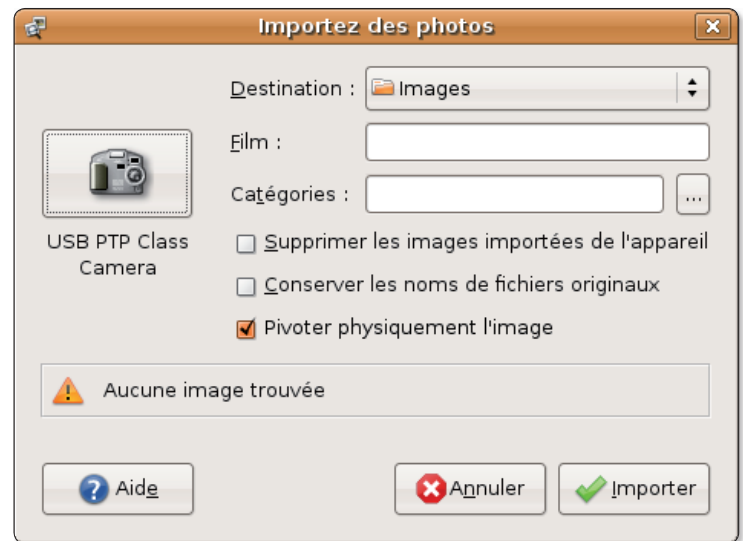 Importez des photos
Destination : Images
Film :
Catégories : ...
USB PTP Class
Camera
Supprimer les images importées de l'appareil
Conserver les noms de fichiers originaux
Pivoter physiquement l'image
Aucune image trouvée
Aide
Annuler
Importer